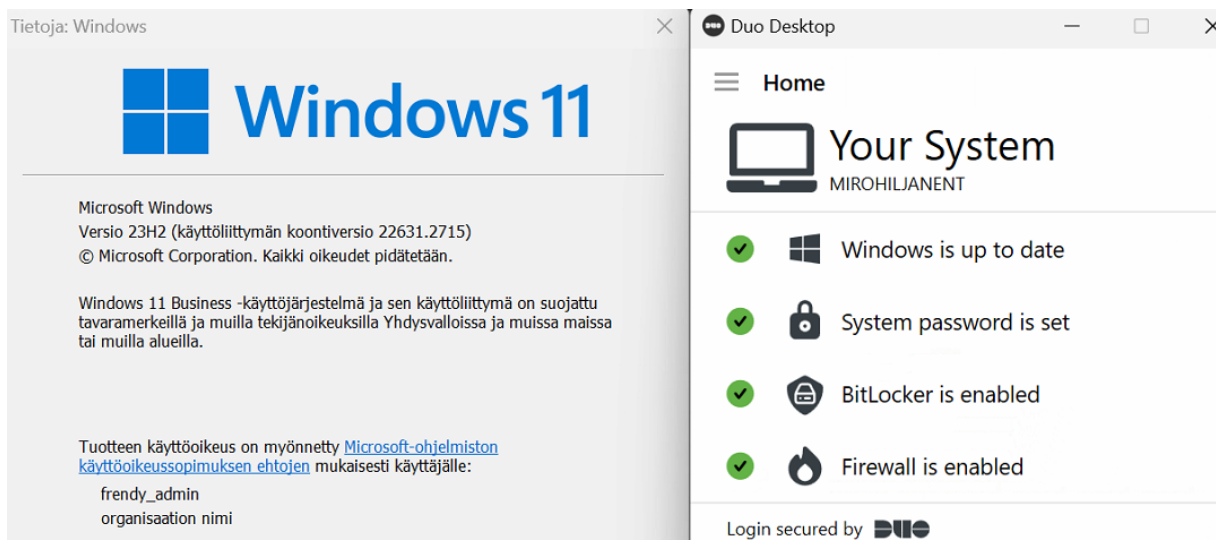 Tietoja: Windows
Windows 11
Microsoft Windows
Versio 23H2 (käyttöliittymän koontiversio 22631.2715)
© Microsoft Corporation. Kaikki oikeudet pidätetään.
Windows 11 Business -käyttöjärjestelmä ja sen käyttöliittymä on suojattu
tavaramerkeillä ja muilla tekijänoikeuksilla Yhdysvalloissa ja muissa maissa
tai muilla alueilla.
Tuotteen käyttöoikeus on myönnetty Microsoft-ohjelmiston
käyttöoikeussopimuksen ehtojen mukaisesti käyttäjälle:
frendy_admin
organisaation nimi
Duo Desktop
Home
Your System
MIROHILJANENT
Windows is up to date
System password is set
BitLocker is enabled
Firewall is enabled
Login secured by DUO